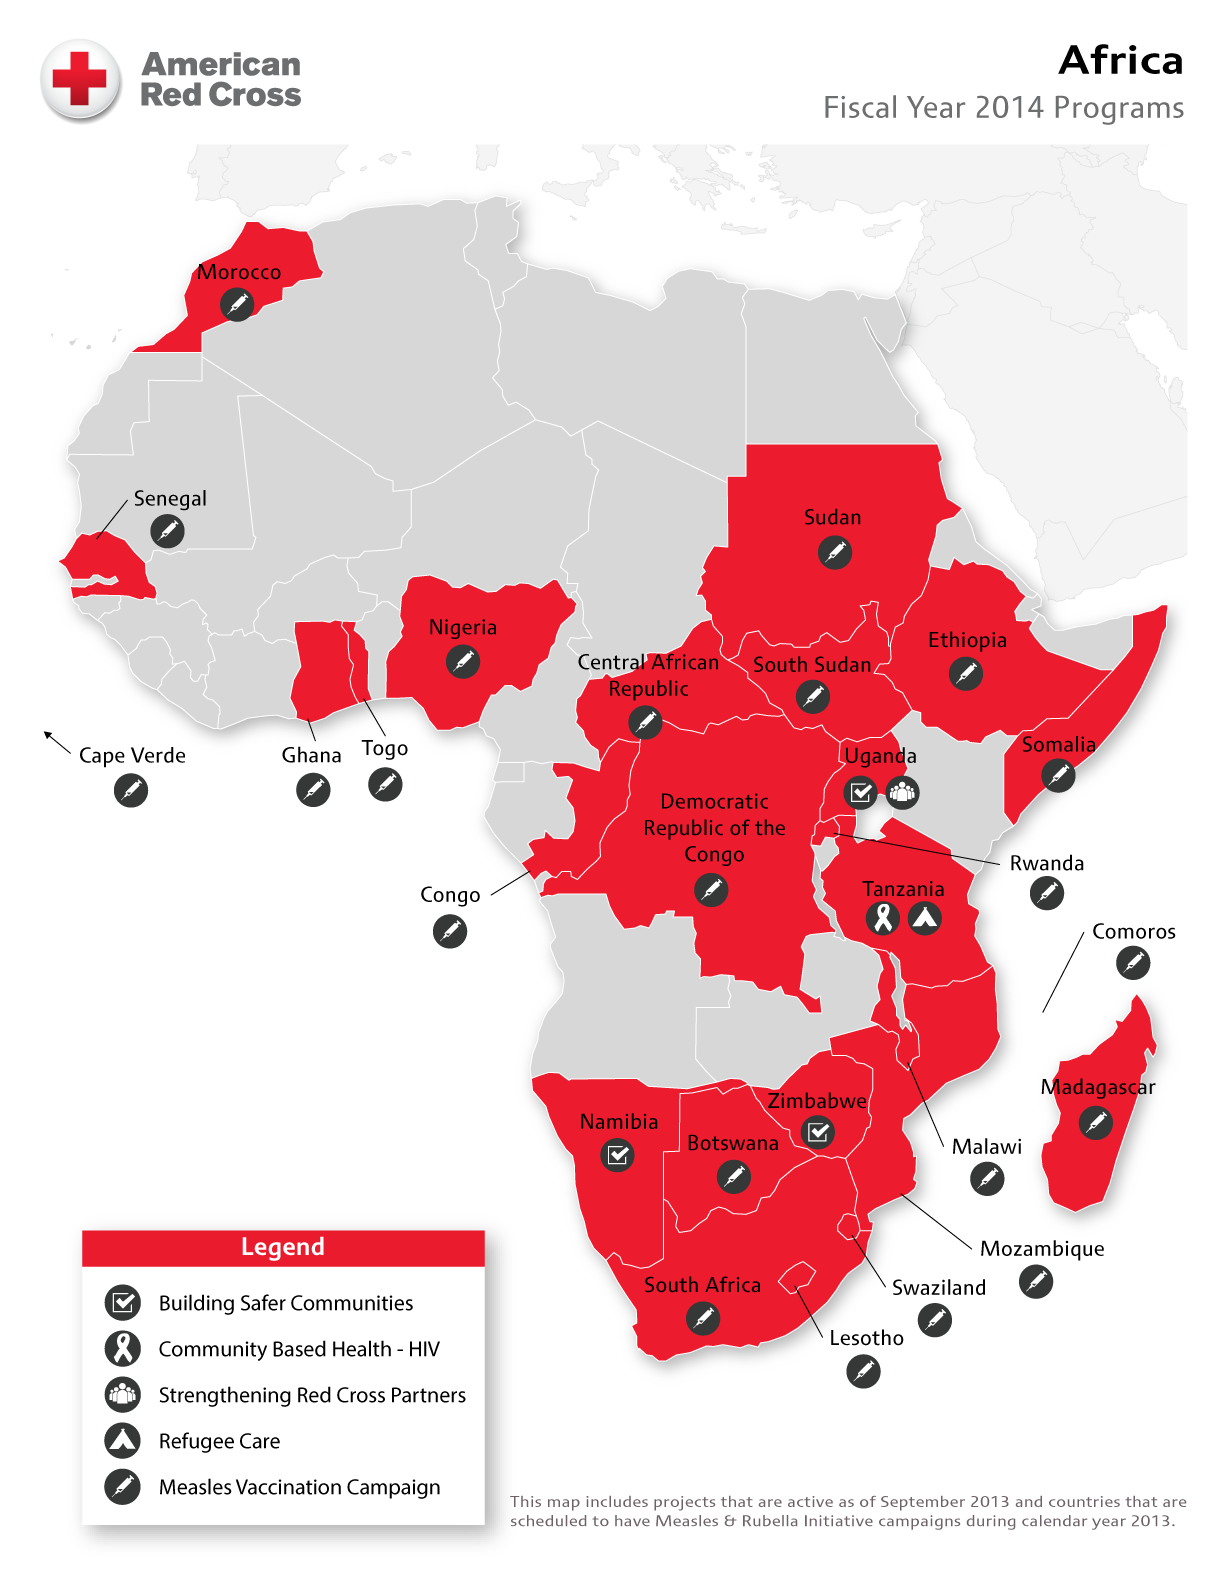 American
Red Cross
Africa
Fiscal Year 2014 Programs
Morocco
Senegal
Sudan
Nigeria
Ethiopia
Central African
Republic
South Sudan
Cape Verde
Ghana
Togo
Uganda
Somalia
Democratic
Republic of the
Congo
Rwanda
Congo
Tanzania
Comoros
Madagascar
Zimbabwe
Namibia
Botswana
Malawi
Mozambique
South Africa
Swaziland
Lesotho
Legend
Building Safer Communities
Community Based Health - HIV
Strengthening Red Cross Partners
Refugee Care
Measles Vaccination Campaign
This map includes projects that are active as of September 2013 and countries that are
scheduled to have Measles & Rubella Initiative campaigns during calendar year 2013.